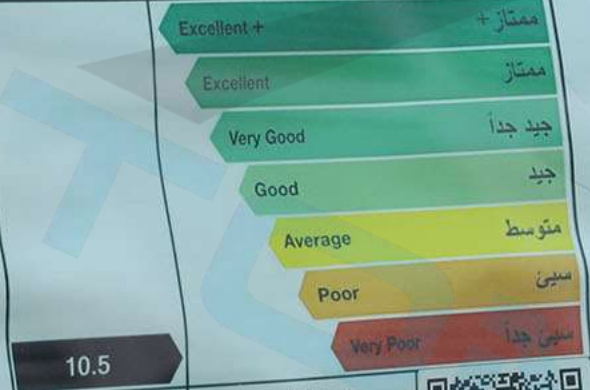 Excellent + ممتاز +
Excellent ممتاز
Very Good جيد جداً
Good جيد
Average متوسط
Poor سيئ
Very Poor سيئ جداً
10.5